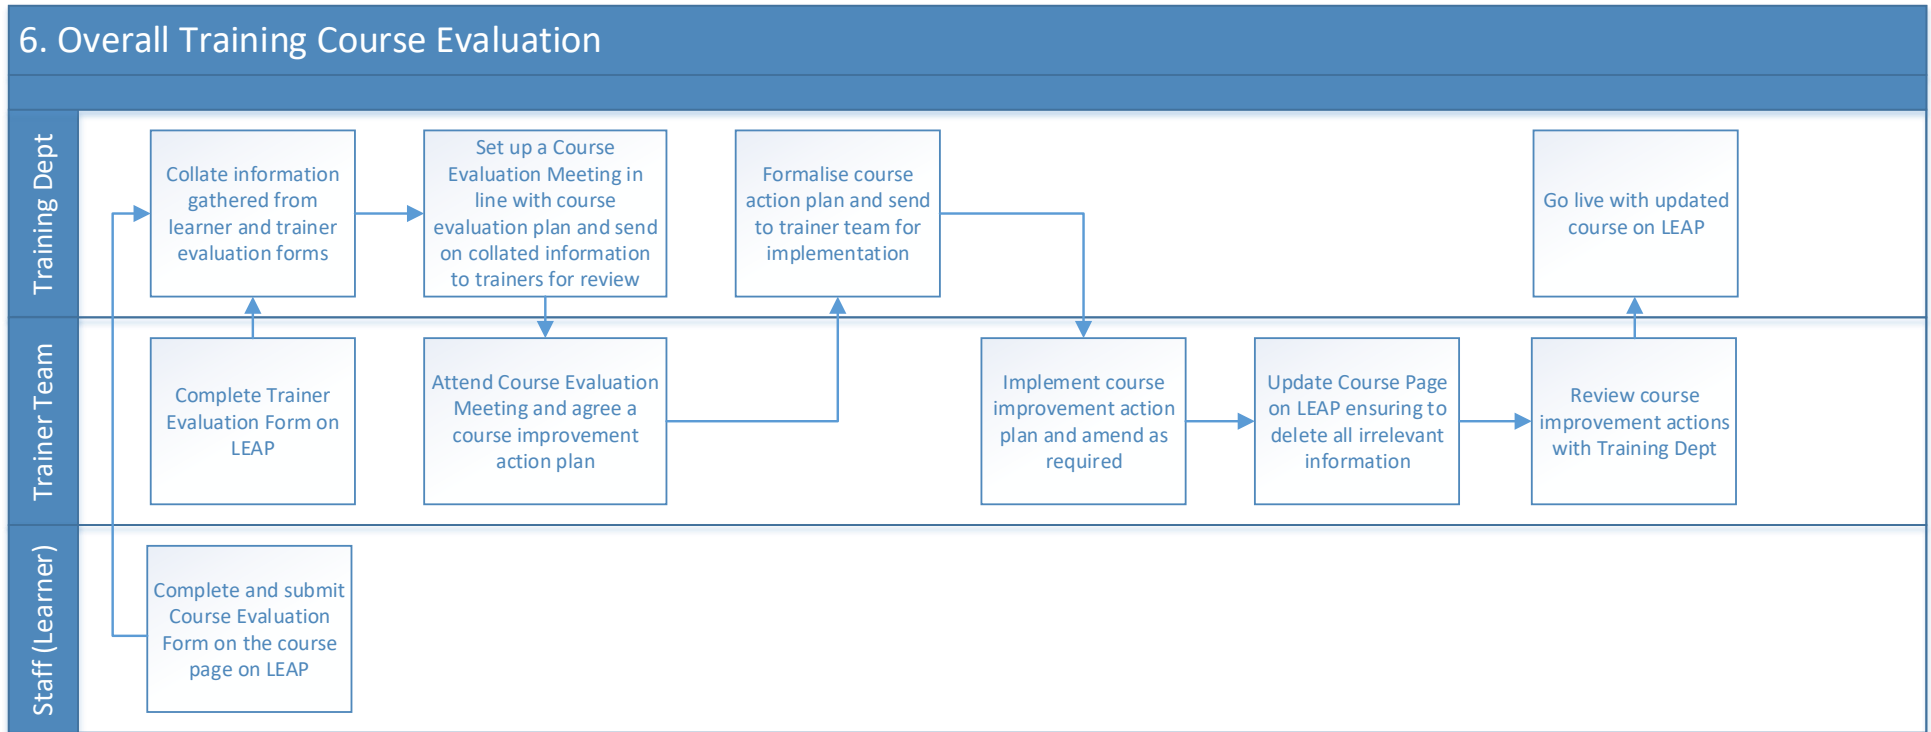 6. Overall Training Course Evaluation
Training Dept
Collate information
gathered from
learner and trainer
evaluation forms
Set up a Course
Evaluation Meeting in
line with course
evaluation plan and send
on collated information
to trainers for review
Formalise course
action plan and send
to trainer team for
implementation
Go live with updated
course on LEAP
Trainer Team
Complete Trainer
Evaluation Form on
LEAP
Attend Course Evaluation
Meeting and agree a
course improvement
action plan
Implement course
improvement action
plan and amend as
required
Update Course Page
on LEAP ensuring to
delete all irrelevant
information
Review course
improvement actions
with Training Dept
Staff (Learner)
Complete and submit
Course Evaluation
Form on the course
page on LEAP